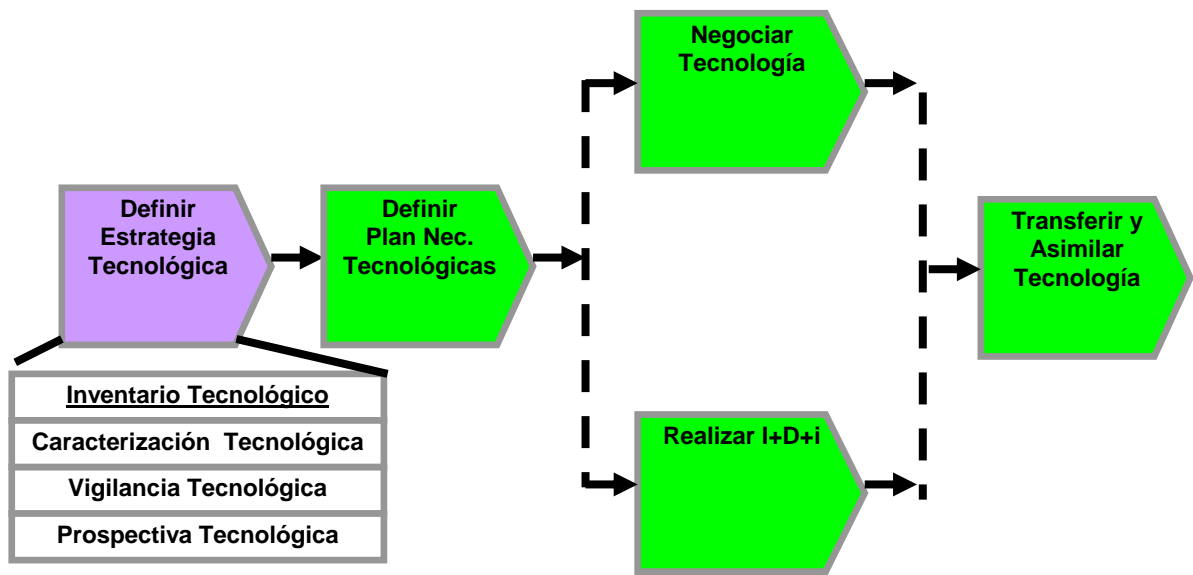 Negociar
Tecnología
Definir
Estrategia
Tecnológica
Definir
Plan Nec.
Tecnológicas
Transferir y
Asimilar
Tecnología
Inventario Tecnológico
Caracterización Tecnológica
Vigilancia Tecnológica
Prospectiva Tecnológica
Realizar I+D+i